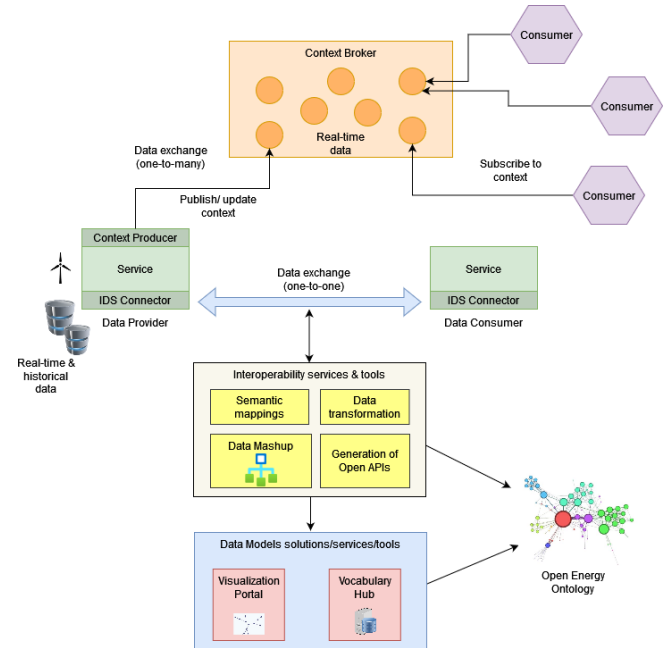 Consumer
Context Broker
Consumer
Real-time
data
Data exchange
(one-to-many)
Subscribe to
context
Consumer
Publish/ update
context
Context Producer
Service
IDS Connector
Data Provider
Data exchange
(one-to-one)
Service
IDS Connector
Data Consumer
Real-time &
historical
data
Interoperability services & tools
Semantic
mappings
Data
transformation
Data Mashup
Generation of
Open APIs
Data Models solutions/services/tools
Visualization
Portal
Vocabulary
Hub
Open Energy
Ontology